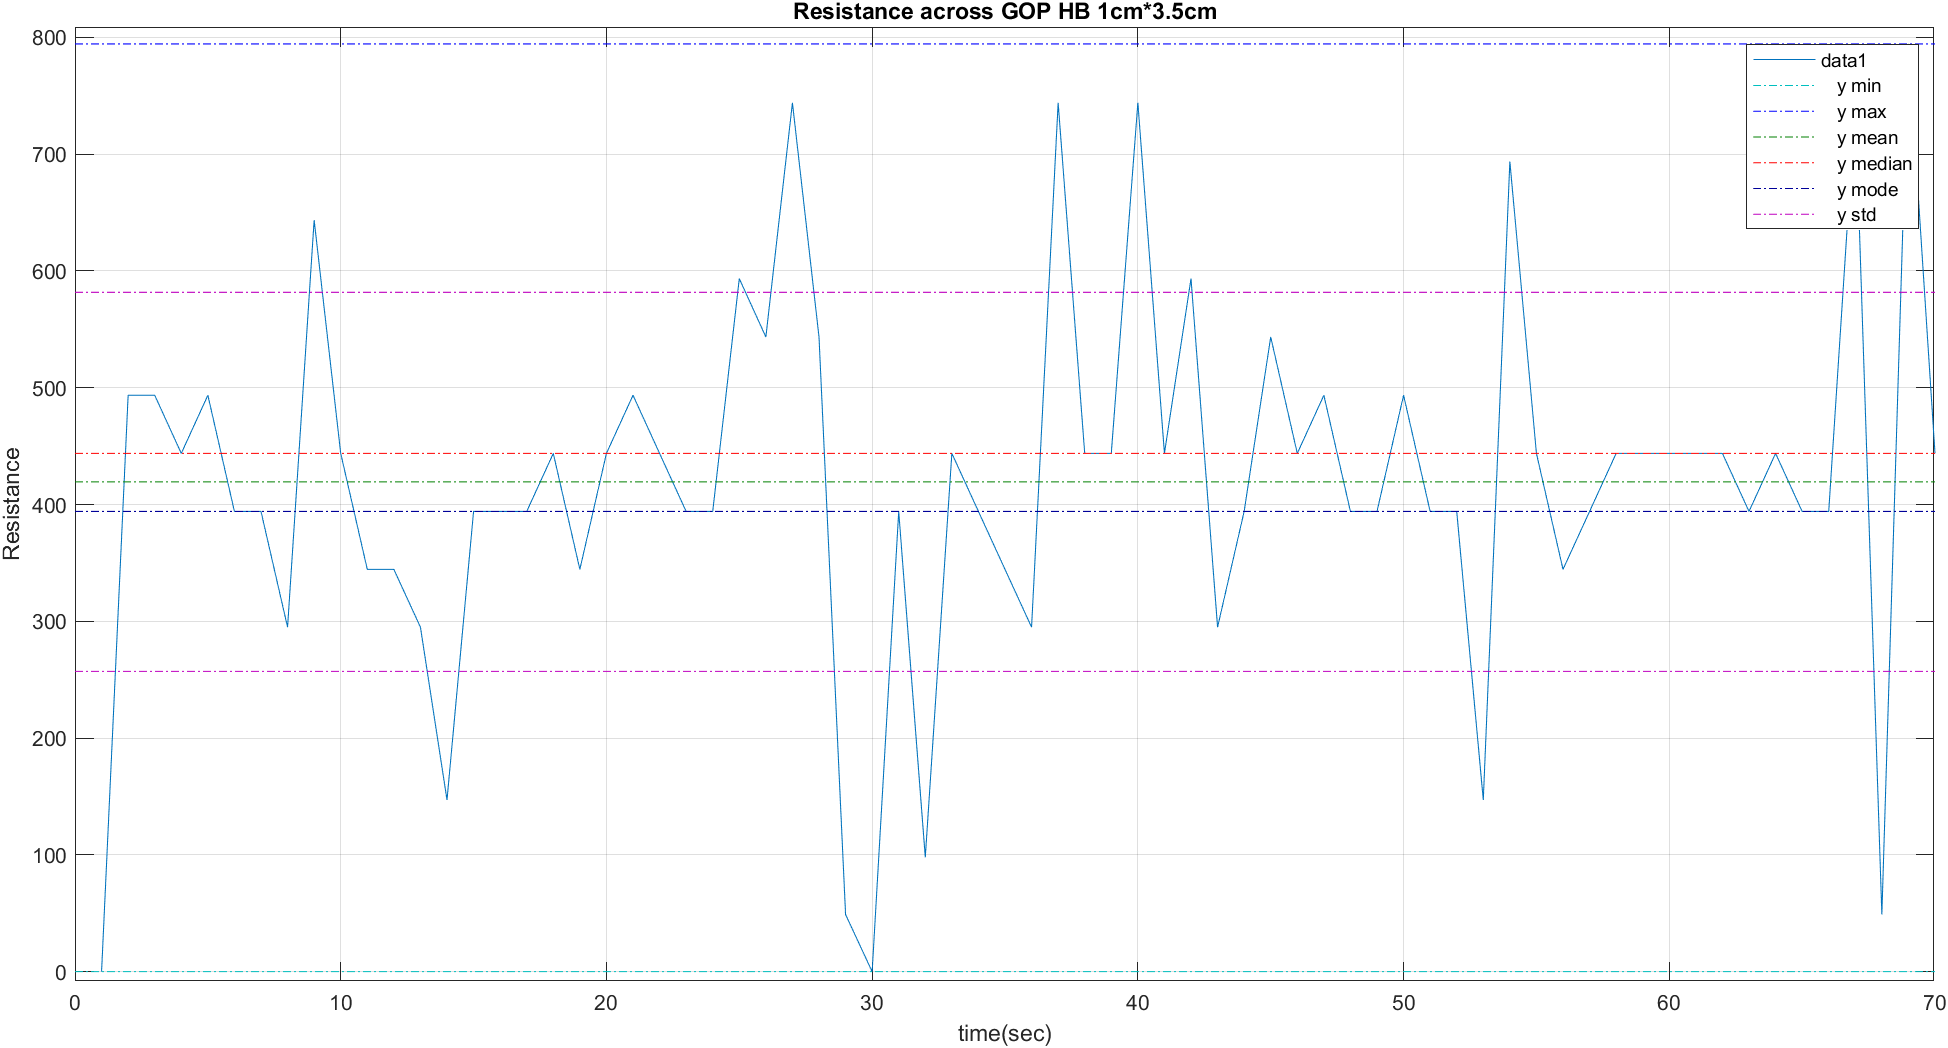 Resistance across GOP HB 1cm*3.5cm
800
700
600
500
400
300
200
100
0
Resistance
data1
y min
y max
y mean
y median
y mode
y std
0 10 20 30 40 50 60 70
time(sec)